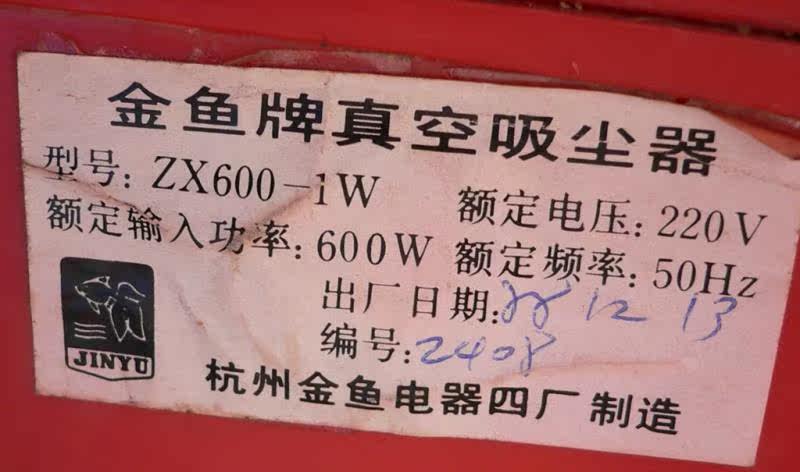 金鱼牌真空吸尘器
型号: ZX600-1W 额定电压: 220V
额定输入功率: 600W 额定频率: 50Hz
出厂日期: 88 12 13
编号: 2408
JINYU
杭州金鱼电器四厂制造